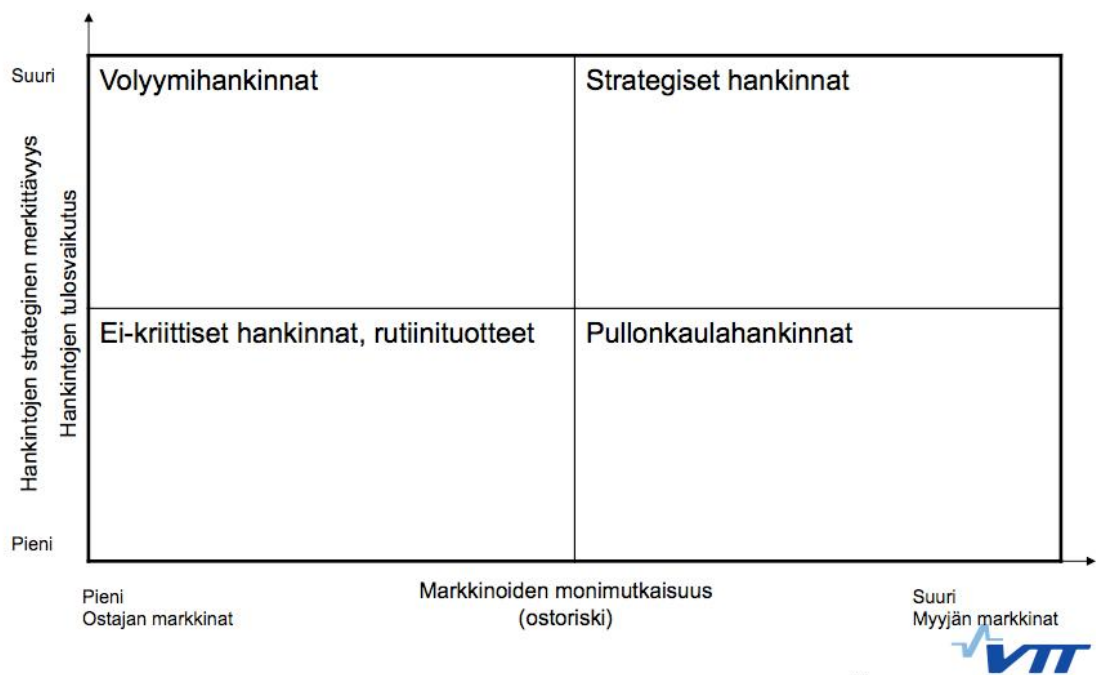 Suuri
Volyymihankinnat
Strategiset hankinnat
Hankintojen strateginen merkittävyys
Hankintojen tulosvaikutus
Ei-kriittiset hankinnat, rutiinituotteet
Pullonkaulahankinnat
Pieni
Pieni
Ostajan markkinat
Markkinoiden monimutkaisuus
(ostoriski)
Suuri
Myyjän markkinat
VTT